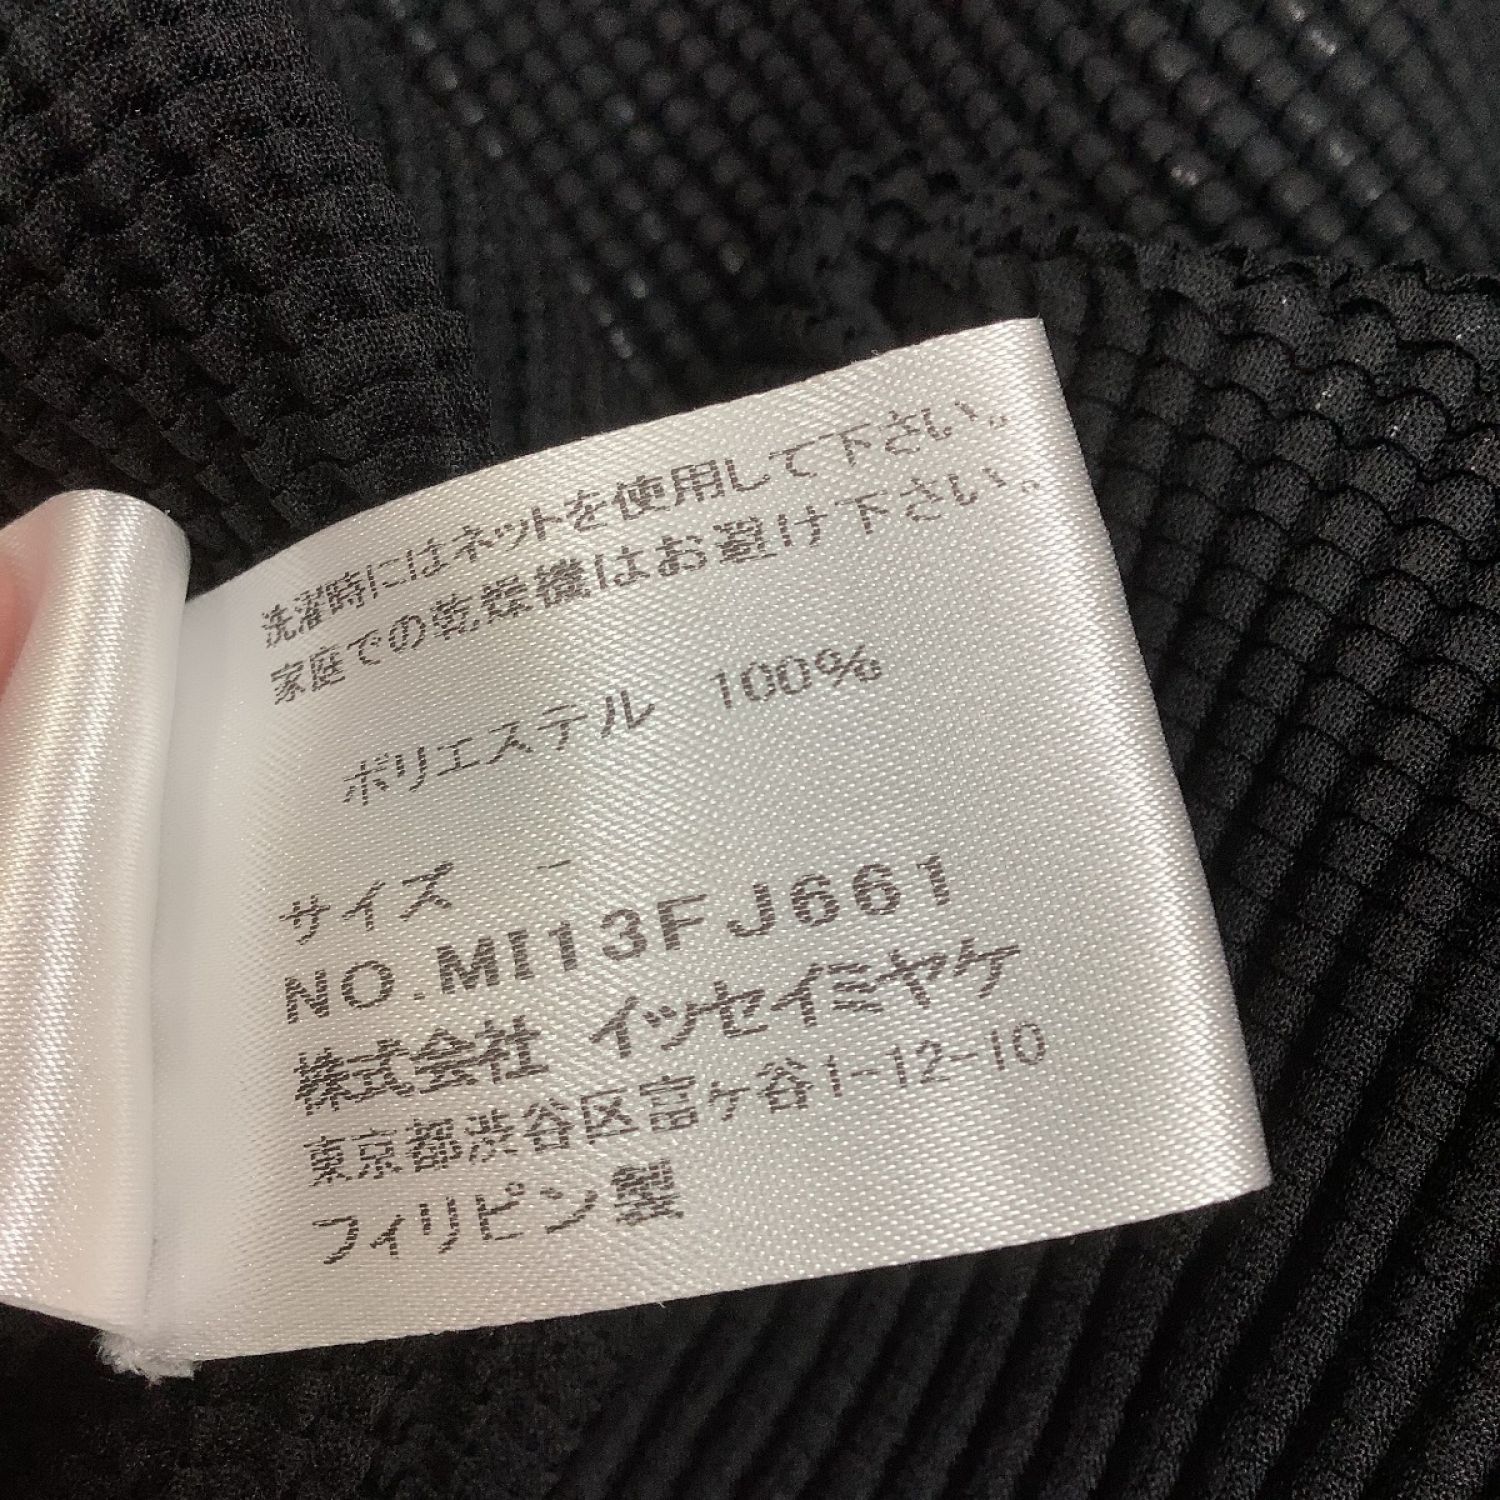 洗濯時にはネットを使用して下さい。
家庭での乾燥機はお避け下さい。
ポリエステル 100%
サイズ -
NO.MI13FJ661
株式会社 イッセイミヤケ
東京都渋谷区富ヶ谷1-12-10
フィリピン製